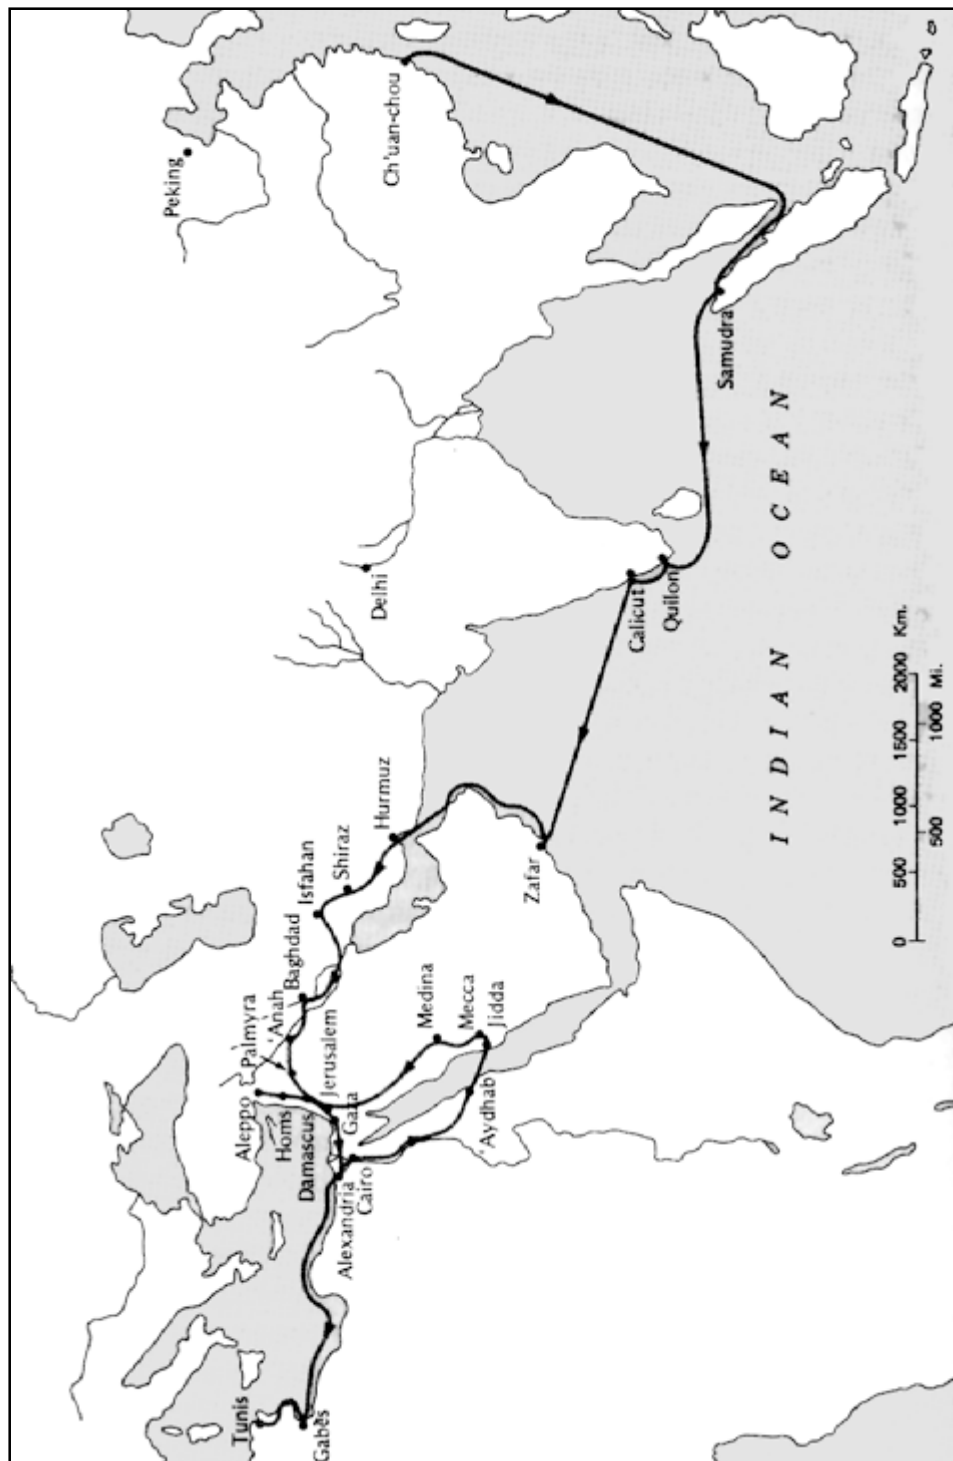 Peking
Ch'uan-chou
Delhi
Samudra
Calicut
Quilon
INDIAN OCEAN
Hurmuz
Shiraz
Isfahan
Baghdad
'Anah
Palmyra
Aleppo
Homs
Damascus
Jerusalem
Gaza
Medina
Mecca
Jidda
'Aydhab
Zafar
Alexandria
Cairo
Tunis
Gabès
0 500 1000 1500 2000 Km.
500 1000 Mi.